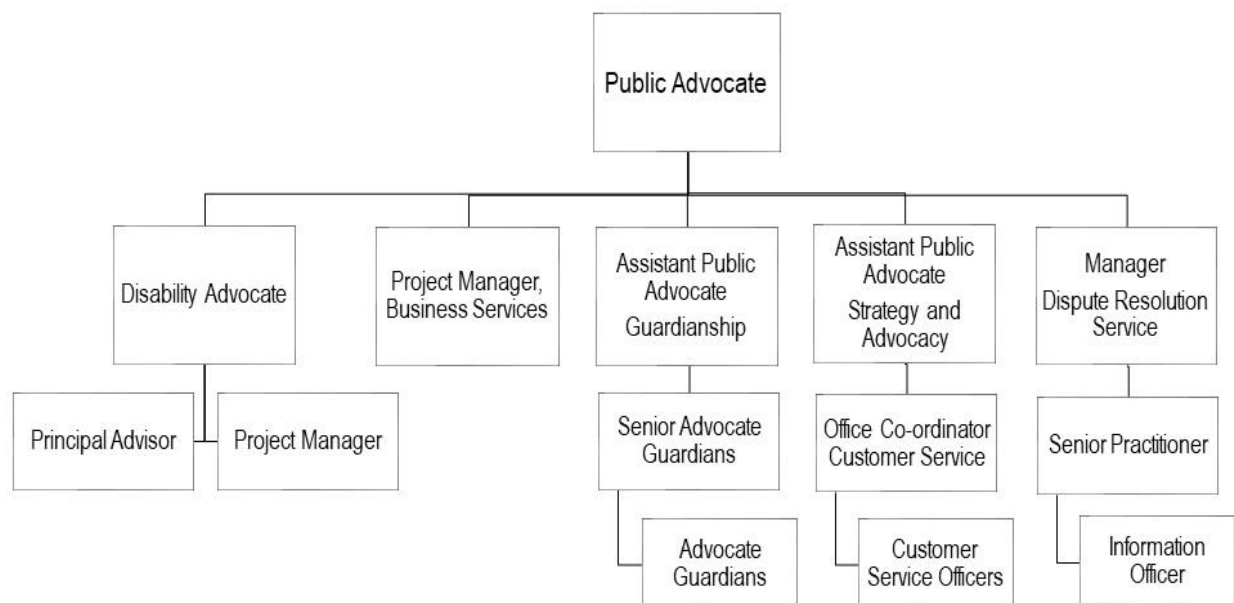 Public Advocate
Disability Advocate
Project Manager,
Business Services
Assistant Public
Advocate
Guardianship
Assistant Public
Advocate
Strategy and
Advocacy
Manager
Dispute Resolution
Service
Principal Advisor
Project Manager
Senior Advocate
Guardians
Office Co-ordinator
Customer Service
Senior Practitioner
Advocate
Guardians
Customer
Service Officers
Information
Officer